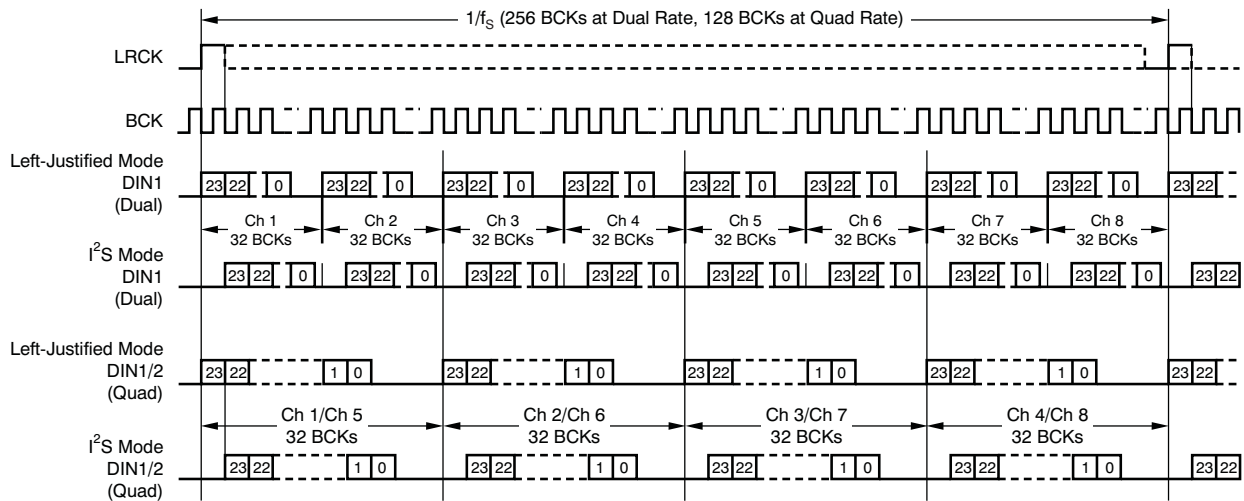 1/fS (256 BCKs at Dual Rate, 128 BCKs at Quad Rate)
LRCK
BCK
Left-Justified Mode
DIN1
(Dual)
23 22 0 23 22 0 23 22 0 23 22 0 23 22 0 23 22 0 23 22 0 23 22 0 23 22
Ch 1 Ch 2 Ch 3 Ch 4 Ch 5 Ch 6 Ch 7 Ch 8
32 BCKs 32 BCKs 32 BCKs 32 BCKs 32 BCKs 32 BCKs 32 BCKs 32 BCKs
I²S Mode
DIN1
(Dual)
23 22 0 23 22 0 23 22 0 23 22 0 23 22 0 23 22 0 23 22 0 23 22 0 23 22
Left-Justified Mode
DIN1/2
(Quad)
23 22 1 0 23 22 1 0 23 22 1 0 23 22 1 0 23 22
Ch 1/Ch 5 Ch 2/Ch 6 Ch 3/Ch 7 Ch 4/Ch 8
32 BCKs 32 BCKs 32 BCKs 32 BCKs
I²S Mode
DIN1/2
(Quad)
23 22 1 0 23 22 1 0 23 22 1 0 23 22 1 0 23 22